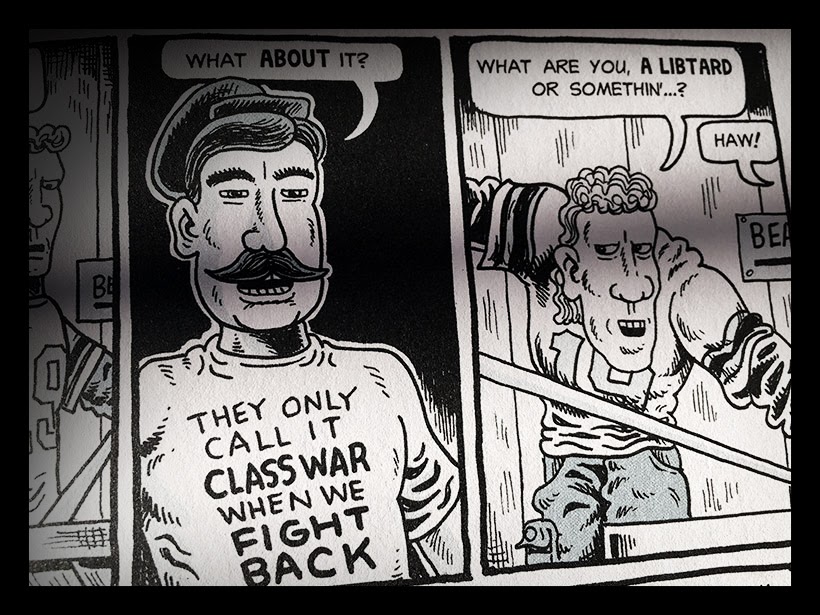 WHAT ABOUT IT?
THEY ONLY
CALL IT
CLASS WAR
WHEN WE
FIGHT
BACK
WHAT ARE YOU, A LIBTARD
OR SOMETHIN'...?
HAW!